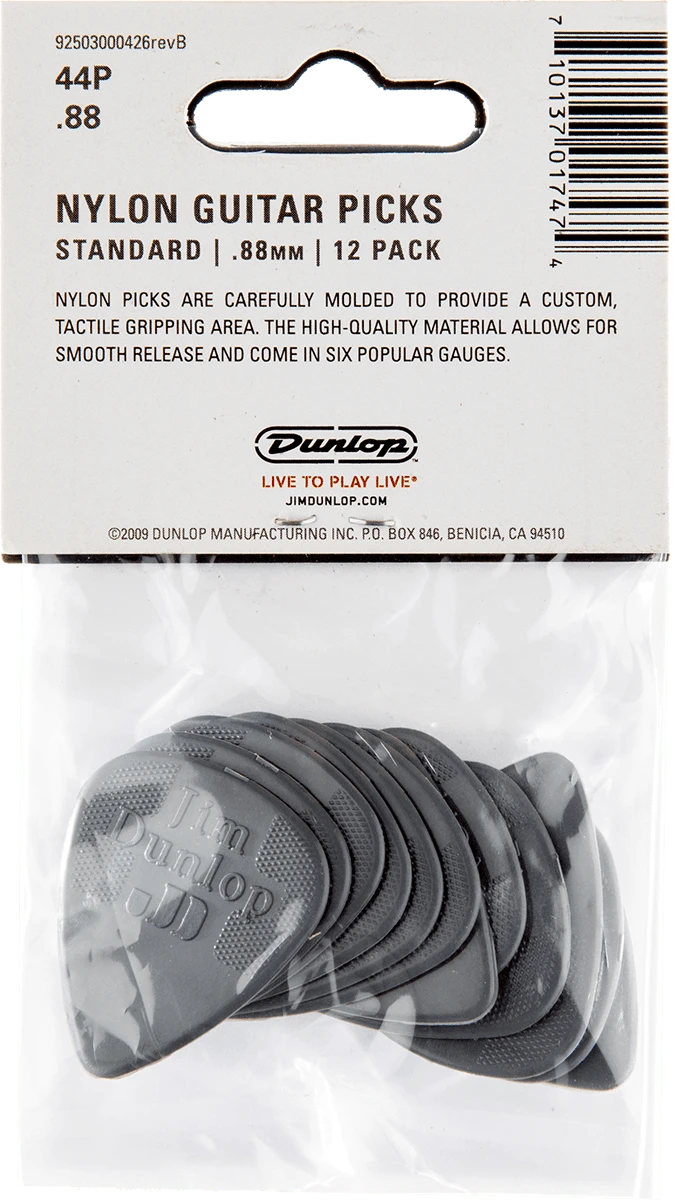 92503000426revB
44P
.88
7 10137 01747 4
NYLON GUITAR PICKS
STANDARD | .88MM | 12 PACK
NYLON PICKS ARE CAREFULLY MOLDED TO PROVIDE A CUSTOM,
TACTILE GRIPPING AREA. THE HIGH-QUALITY MATERIAL ALLOWS FOR
SMOOTH RELEASE AND COME IN SIX POPULAR GAUGES.
Dunlop™
LIVE TO PLAY LIVE®
JIMDUNLOP.COM
©2009 DUNLOP MANUFACTURING INC. P.O. BOX 846, BENICIA, CA 94510
Jim
Dunlop
JD